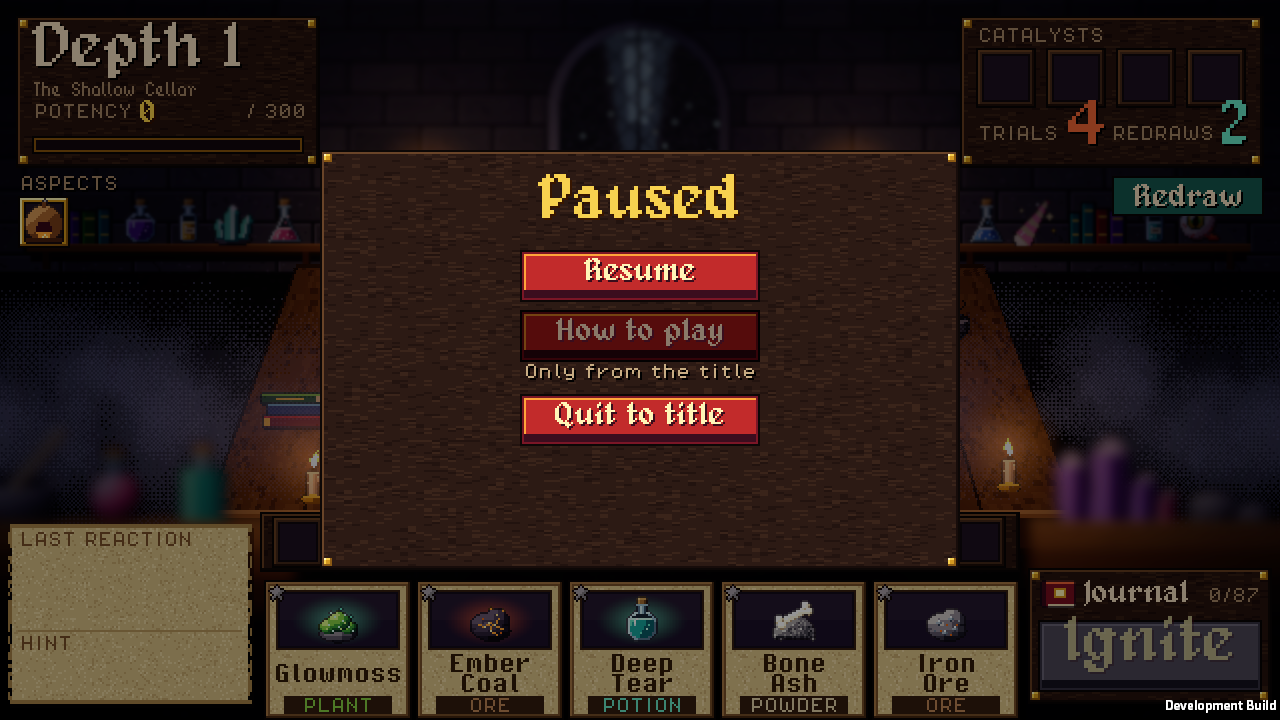 Depth 1
The Shallow Cellar
POTENCY 0 / 300
ASPECTS
CATALYSTS
TRIALS 4 REDRAWS 2
Redraw
Paused
Resume
How to play
Only from the title
Quit to title
LAST REACTION
HINT
Glowmoss
PLANT
Ember
Coal
ORE
Deep
Tear
POTION
Bone
Ash
POWDER
Iron
Ore
ORE
Journal 0/87
Ignite
Development Build